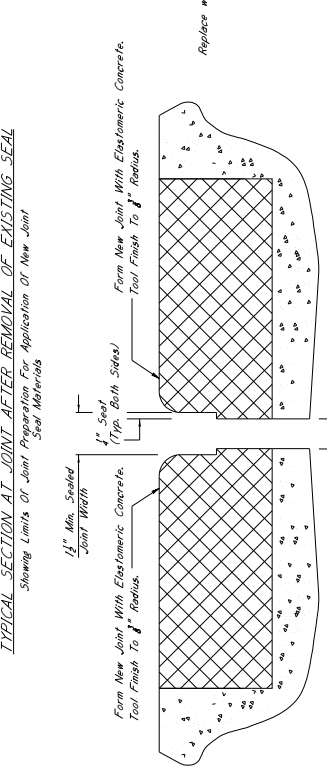 TYPICAL SECTION AT JOINT AFTER REMOVAL OF EXISTING SEAL
Showing Limits Of Joint Preparation For Application Of New Joint
Seal Materials
1½" Min. Sealed
Joint Width
¼" Seat
(Typ. Both Sides)
Form New Joint With Elastomeric Concrete.
Tool Finish To ⅜" Radius.
Form New Joint With Elastomeric Concrete.
Tool Finish To ⅜" Radius.
Replace